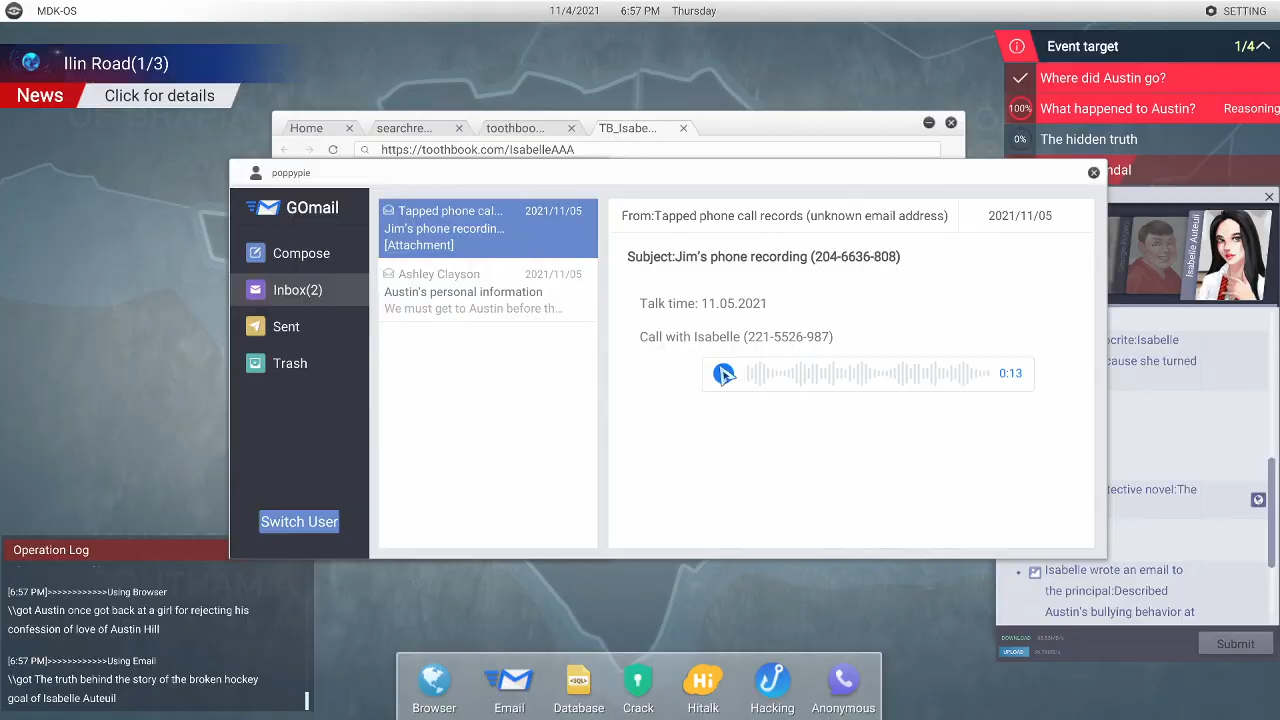 MDK-OS
11/4/2021 6:57 PM Thursday
SETTING
Ilin Road(1/3)
News
Click for details
Event target 1/4
Where did Austin go?
100% What happened to Austin? Reasoning
0% The hidden truth
ndal
Home
searchre...
toothboo...
TB_Isabe...
https://toothbook.com/IsabelleAAA
poppypie
GOmail
Compose
Inbox(2)
Sent
Trash
Switch User
Tapped phone cal... 2021/11/05
Jim's phone recordin...
[Attachment]
Ashley Clayson 2021/11/05
Austin's personal information
We must get to Austin before th...
From:Tapped phone call records (unknown email address) 2021/11/05
Subject:Jim's phone recording (204-6636-808)
Talk time: 11.05.2021
Call with Isabelle (221-5526-987)
0:13
Isabelle Auteuil
ocrite:Isabelle
cause she turned
tective novel:The
Isabelle wrote an email to
the principal:Described
Austin's bullying behavior at
DOWNLOAD
UPLOAD
Submit
Operation Log
[6:57 PM]>>>>>>>>>>>>Using Browser
\\got Austin once got back at a girl for rejecting his
confession of love of Austin Hill
[6:57 PM]>>>>>>>>>>>>Using Email
\\got The truth behind the story of the broken hockey
goal of Isabelle Auteuil
Browser
Email
SQL
Database
Crack
Hi
Hitalk
Hacking
Anonymous